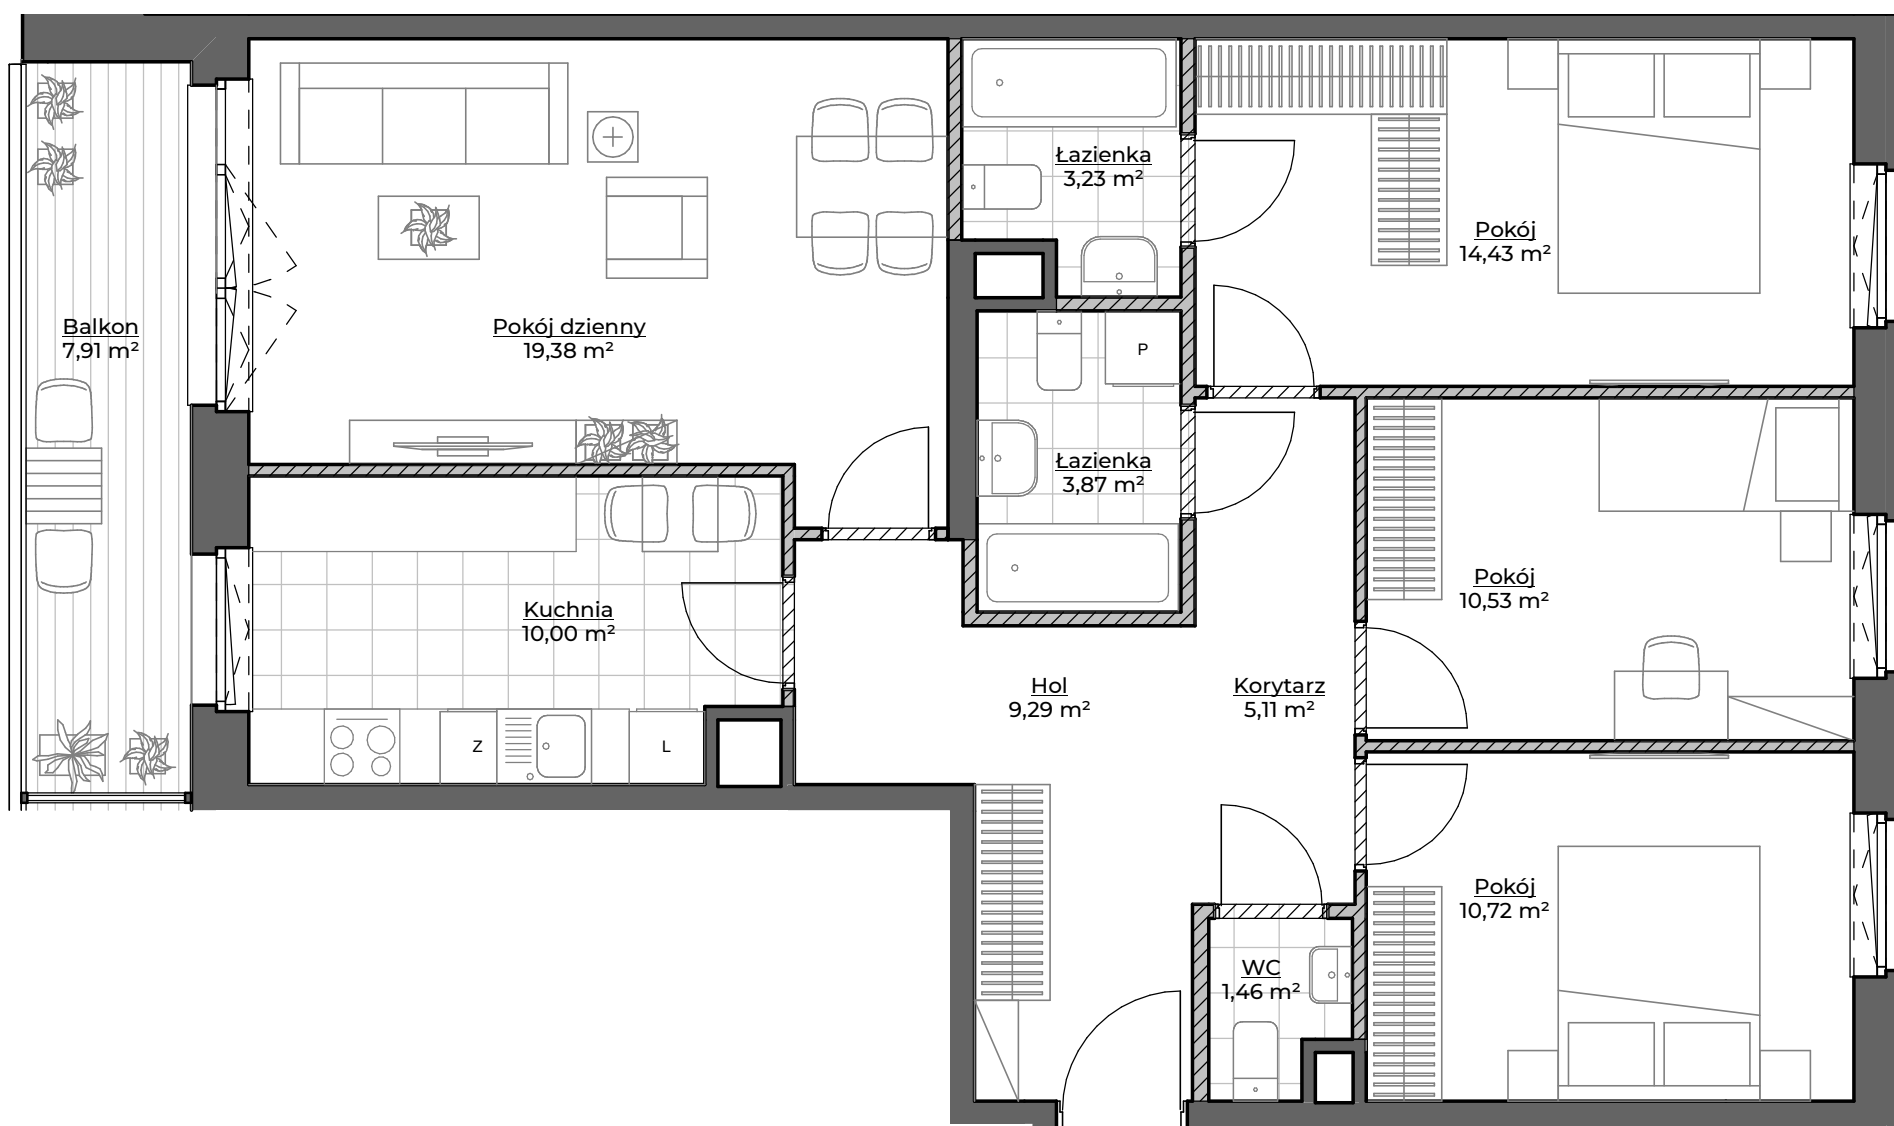 Łazienka
3,23 m²
Pokój
14,43 m²
Balkon
7,91 m²
Pokój dzienny
19,38 m²
P
Łazienka
3,87 m²
Pokój
10,53 m²
Kuchnia
10,00 m²
Hol
9,29 m²
Korytarz
5,11 m²
Z
L
Pokój
10,72 m²
WC
1,46 m²